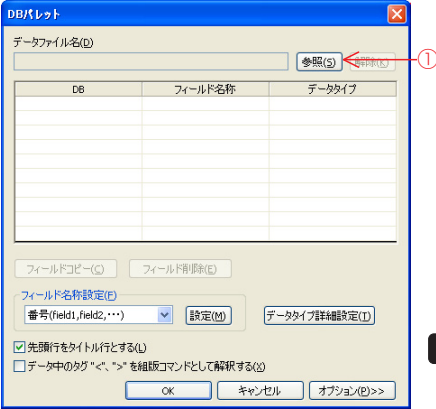 DBパレット
データファイル名(D)
参照(S) 解除(K) ①
DB フィールド名称 データタイプ
フィールドコピー(C) フィールド削除(E)
フィールド名称設定(F)
番号(field1,field2,・・・) 設定(M) データタイプ詳細設定(T)
先頭行をタイトル行とする(L)
データ中のタグ "<"、">" を組版コマンドとして解釈する(X)
OK キャンセル オプション(P)>>